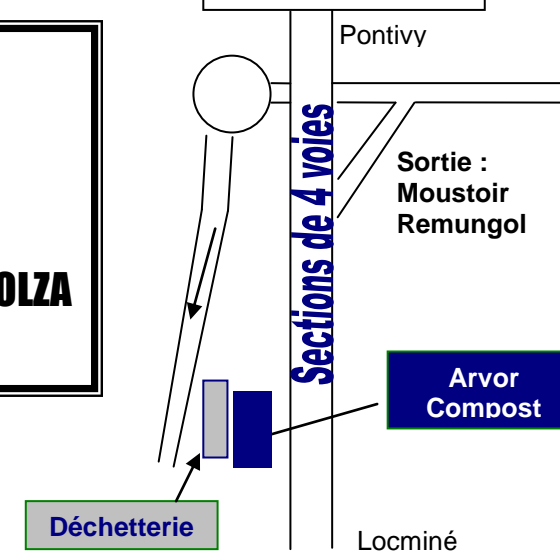 Pontivy
Sections de 4 voies
Sortie :
Moustoir
Remungol
OLZA
Arvor
Compost
Déchetterie
Locminé